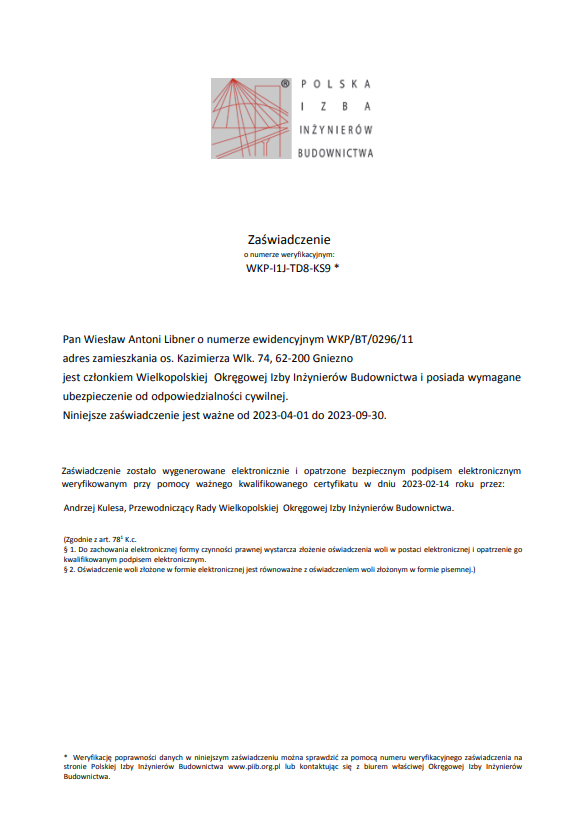 ®
POLSKA
IZBA
INŻYNIERÓW
BUDOWNICTWA
Zaświadczenie
o numerze weryfikacyjnym:
WKP-I1J-TD8-KS9 *
Pan Wiesław Antoni Libner o numerze ewidencyjnym WKP/BT/0296/11
adres zamieszkania os. Kazimierza Wlk. 74, 62-200 Gniezno
jest członkiem Wielkopolskiej Okręgowej Izby Inżynierów Budownictwa i posiada wymagane
ubezpieczenie od odpowiedzialności cywilnej.
Niniejsze zaświadczenie jest ważne od 2023-04-01 do 2023-09-30.
Zaświadczenie zostało wygenerowane elektronicznie i opatrzone bezpiecznym podpisem elektronicznym
weryfikowanym przy pomocy ważnego kwalifikowanego certyfikatu w dniu 2023-02-14 roku przez:
Andrzej Kulesa, Przewodniczący Rady Wielkopolskiej Okręgowej Izby Inżynierów Budownictwa.
(Zgodnie z art. 78¹ K.c.
§ 1. Do zachowania elektronicznej formy czynności prawnej wystarcza złożenie oświadczenia woli w postaci elektronicznej i opatrzenie go
kwalifikowanym podpisem elektronicznym.
§ 2. Oświadczenie woli złożone w formie elektronicznej jest równoważne z oświadczeniem woli złożonym w formie pisemnej.)
* Weryfikację poprawności danych w niniejszym zaświadczeniu można sprawdzić za pomocą numeru weryfikacyjnego zaświadczenia na
stronie Polskiej Izby Inżynierów Budownictwa www.piib.org.pl lub kontaktując się z biurem właściwej Okręgowej Izby Inżynierów
Budownictwa.